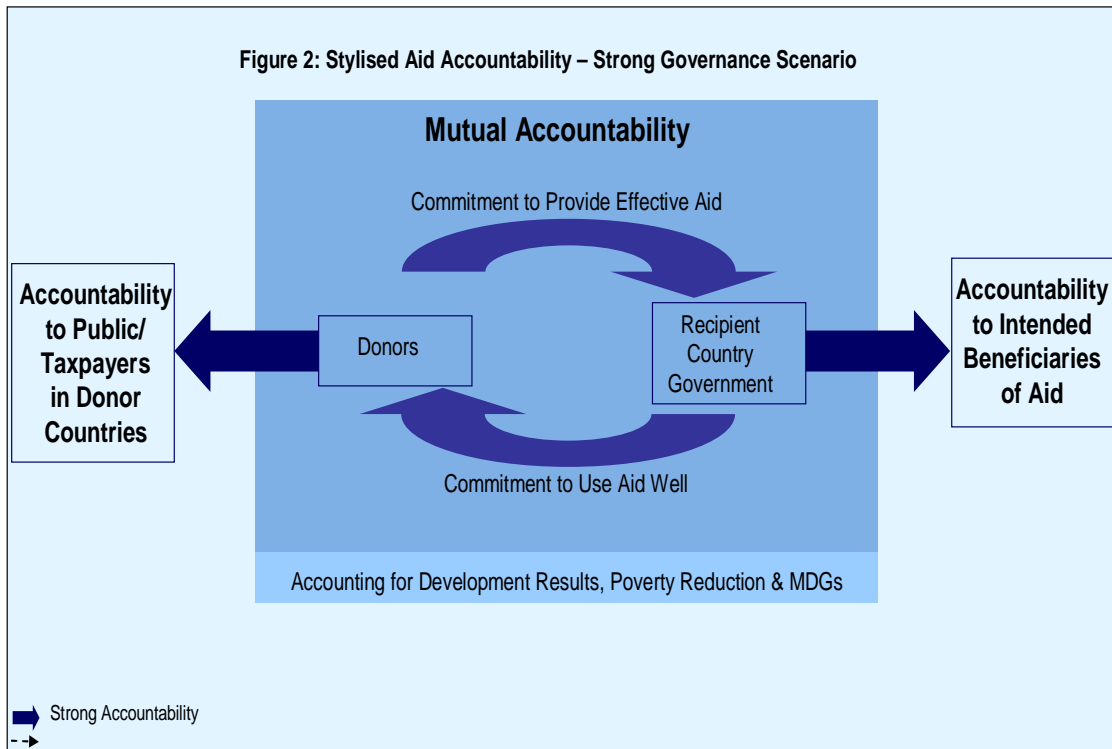 Figure 2: Stylised Aid Accountability – Strong Governance Scenario
Mutual Accountability
Commitment to Provide Effective Aid
Accountability
to Public/
Taxpayers
in Donor
Countries
Donors
Recipient
Country
Government
Accountability
to Intended
Beneficiaries
of Aid
Commitment to Use Aid Well
Accounting for Development Results, Poverty Reduction & MDGs
Strong Accountability